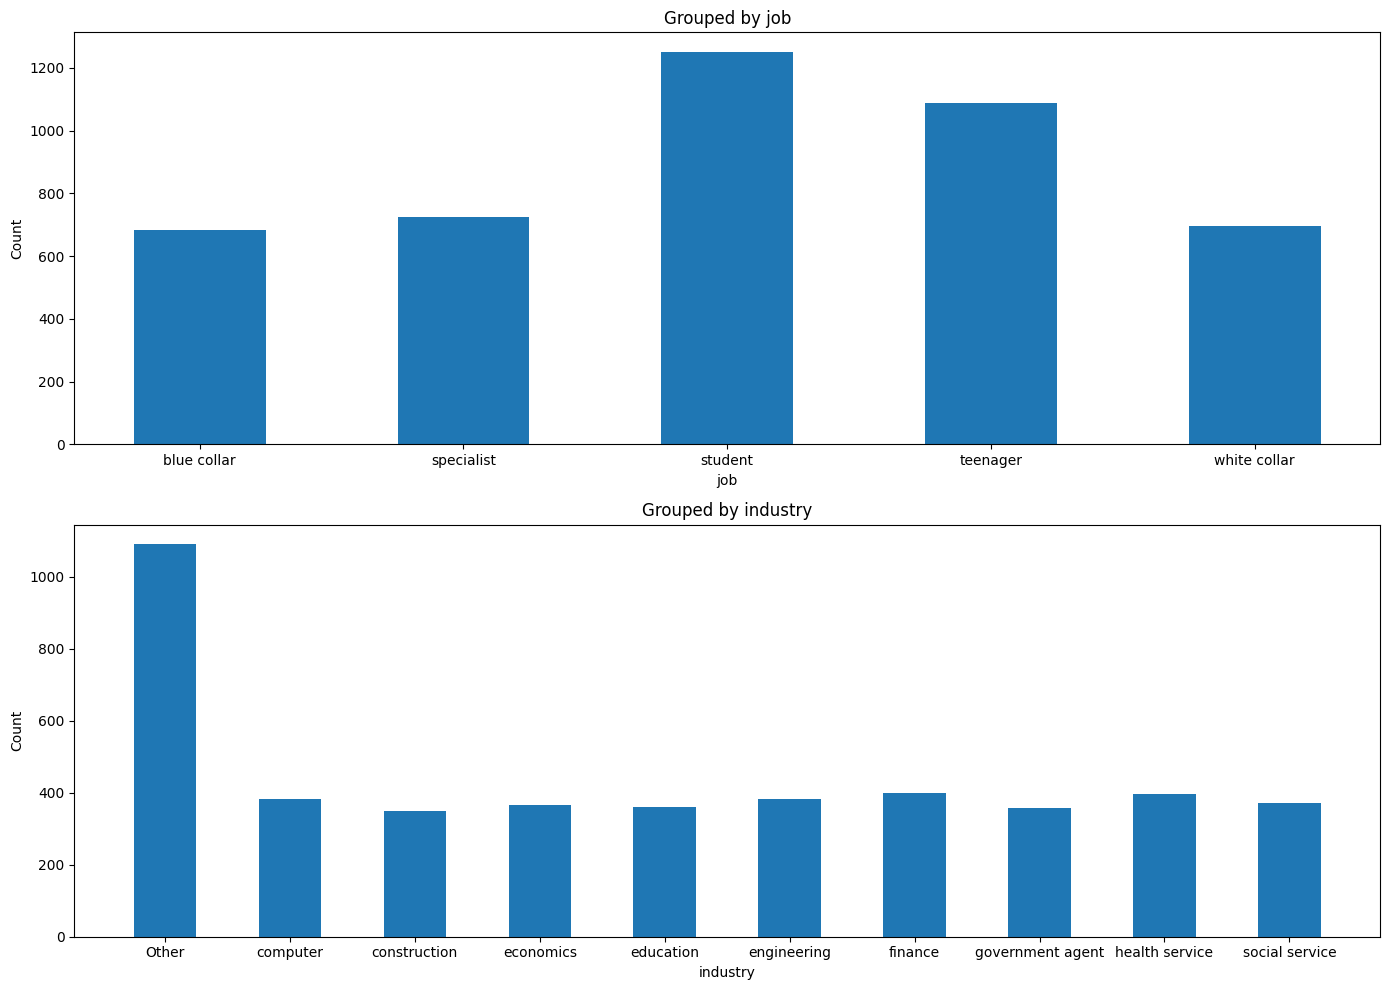 Grouped by job
1200
1000
800
600
400
200
0
Count
blue collar specialist student teenager white collar
job
Grouped by industry
1000
800
600
400
200
0
Count
Other computer construction economics education engineering finance government agent health service social service
industry